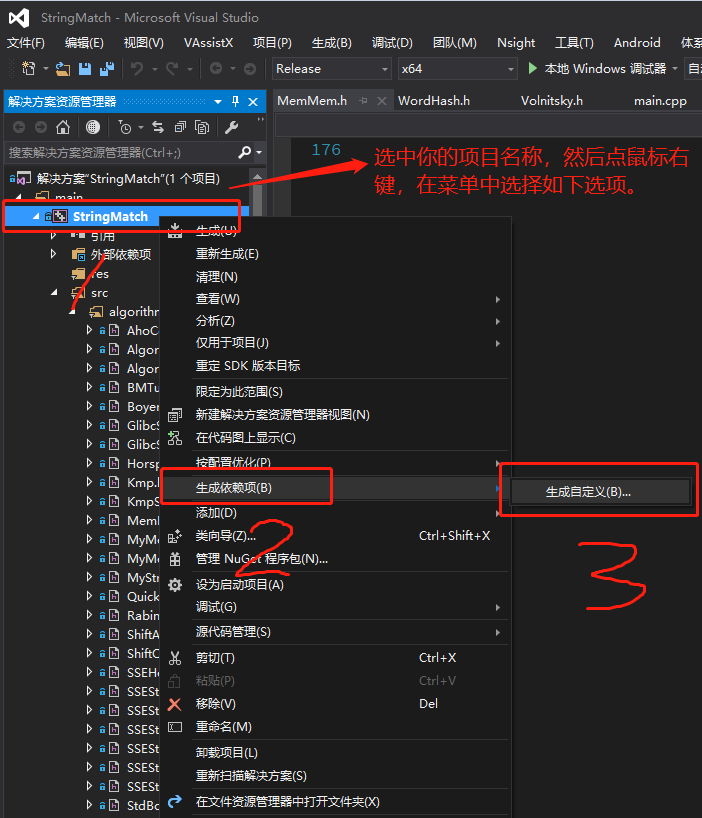 StringMatch - Microsoft Visual Studio
文件(F) 编辑(E) 视图(V) VAssistX 项目(P) 生成(B) 调试(D) 团队(M) Nsight 工具(T) Android 体系
Release x64 本地 Windows 调试器 自
解决方案资源管理器
MemMem.h WordHash.h Volnitsky.h main.cpp
搜索解决方案资源管理器(Ctrl+;)
176
选中你的项目名称，然后点鼠标右
键，在菜单中选择如下选项。
解决方案"StringMatch"(1 个项目)
main
StringMatch
引用
外部依赖项
res
src
algorithm
AhoCo
Algor
Algor
BMTu
Boyer
GlibcS
GlibcS
Horsp
Kmp.h
KmpS
MemM
MyMe
MyMe
MyStr
Quick
Rabin
ShiftA
ShiftO
SSEHe
SSESt
SSESt
SSESt
SSESt
SSESt
SSESt
StdBo
生成(U)
重新生成(E)
清理(N)
查看(W)
分析(Z)
仅用于项目(J)
重定 SDK 版本目标
限定为此范围(S)
新建解决方案资源管理器视图(N)
在代码图上显示(C)
按配置优化(P)
生成依赖项(B)
生成自定义(B)...
添加(D)
类向导(Z)... Ctrl+Shift+X
管理 NuGet 程序包(N)...
设为启动项目(A)
调试(G)
源代码管理(S)
剪切(T) Ctrl+X
粘贴(P) Ctrl+V
移除(V) Del
重命名(M)
卸载项目(L)
重新扫描解决方案(S)
在文件资源管理器中打开文件夹(X)
1
2
3